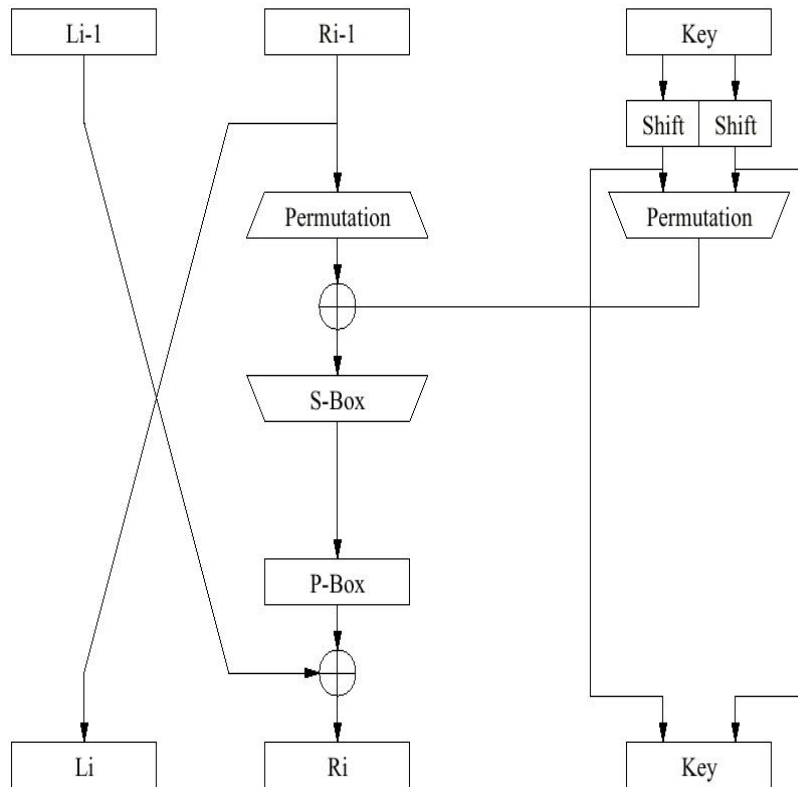 Li-1
Ri-1
Key
Shift
Shift
Permutation
Permutation
S-Box
P-Box
Li
Ri
Key